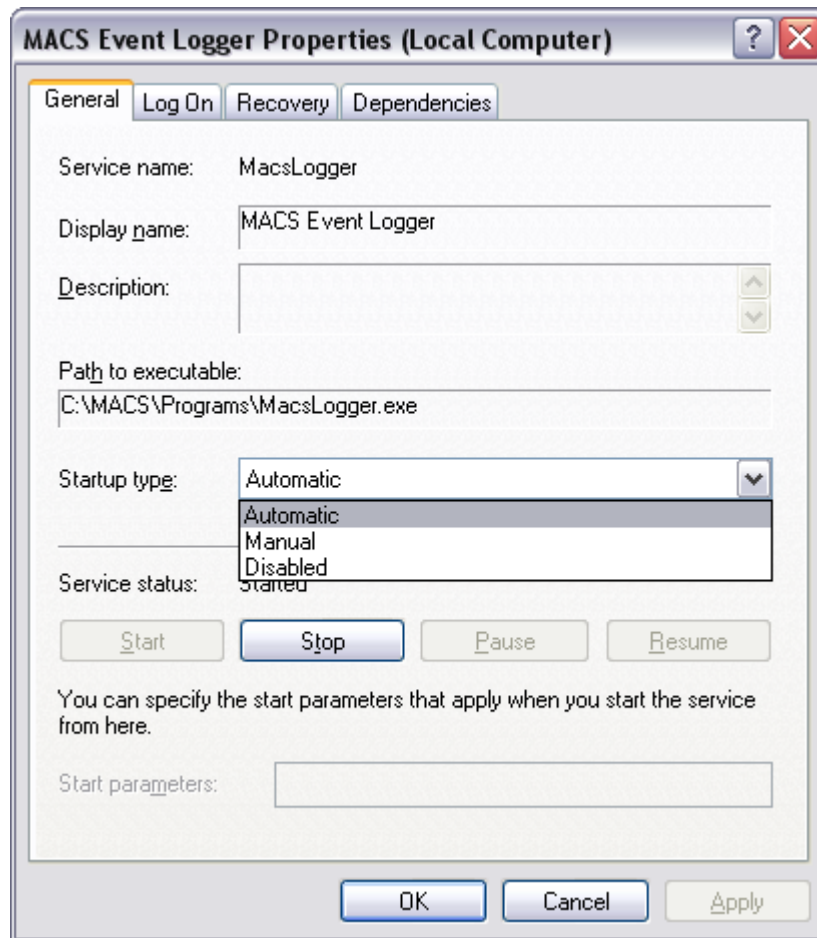 MACS Event Logger Properties (Local Computer)
General Log On Recovery Dependencies
Service name: MacsLogger
Display name: MACS Event Logger
Description:
Path to executable:
C:\MACS\Programs\MacsLogger.exe
Startup type: Automatic
Automatic
Manual
Disabled
Service status: Started
Start Stop Pause Resume
You can specify the start parameters that apply when you start the service
from here.
Start parameters:
OK Cancel Apply